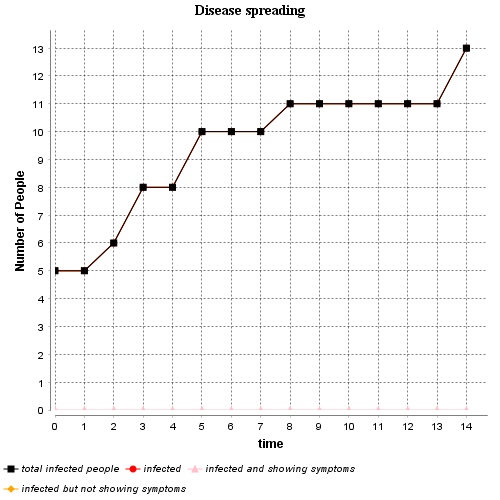 Disease spreading
Number of People
13
12
11
10
9
8
7
6
5
4
3
2
1
0
0 1 2 3 4 5 6 7 8 9 10 11 12 13 14
time
total infected people infected infected and showing symptoms
infected but not showing symptoms